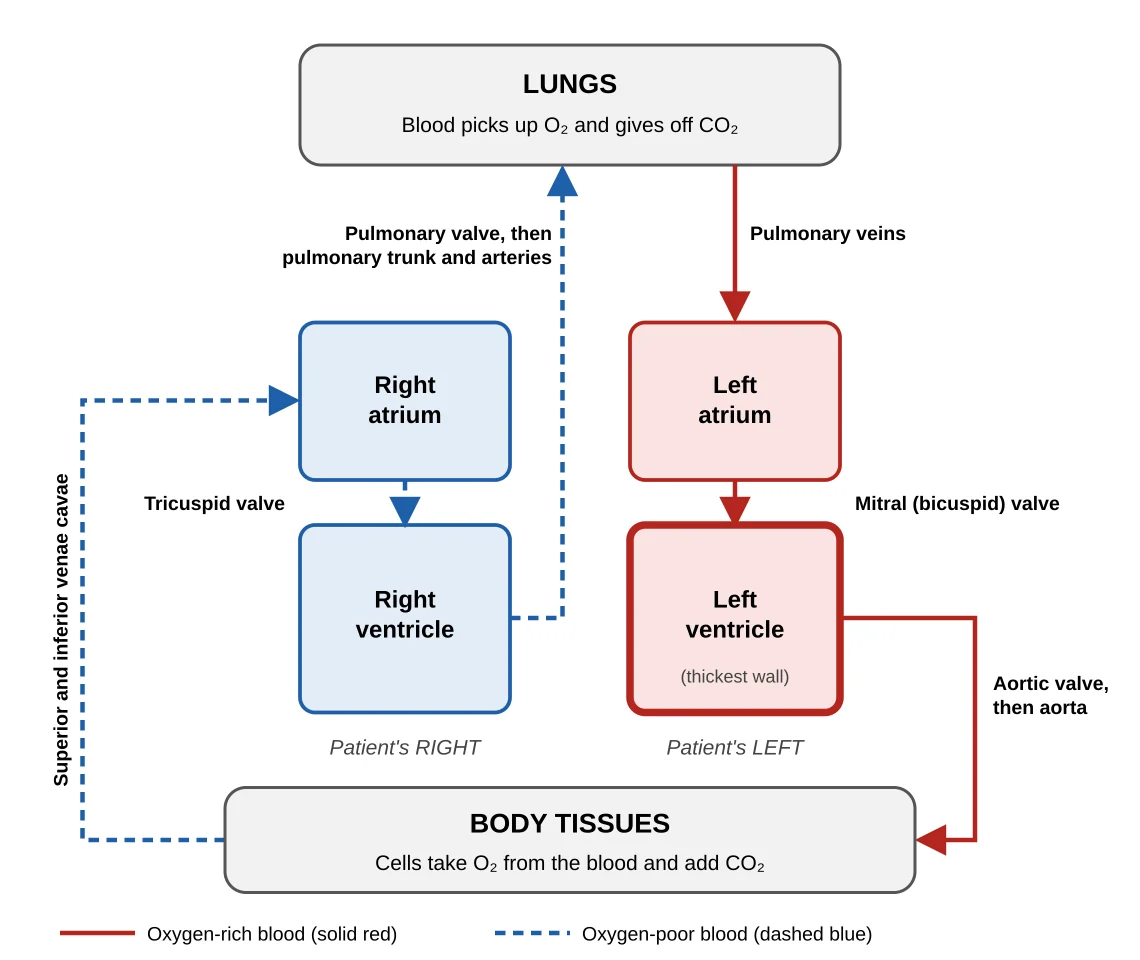 LUNGS
Blood picks up O₂ and gives off CO₂
Pulmonary valve, then
pulmonary trunk and arteries
Pulmonary veins
Right
atrium
Left
atrium
Superior and inferior venae cavae
Tricuspid valve
Mitral (bicuspid) valve
Right
ventricle
Left
ventricle
(thickest wall)
Aortic valve,
then aorta
Patient's RIGHT
Patient's LEFT
BODY TISSUES
Cells take O₂ from the blood and add CO₂
Oxygen-rich blood (solid red)
Oxygen-poor blood (dashed blue)